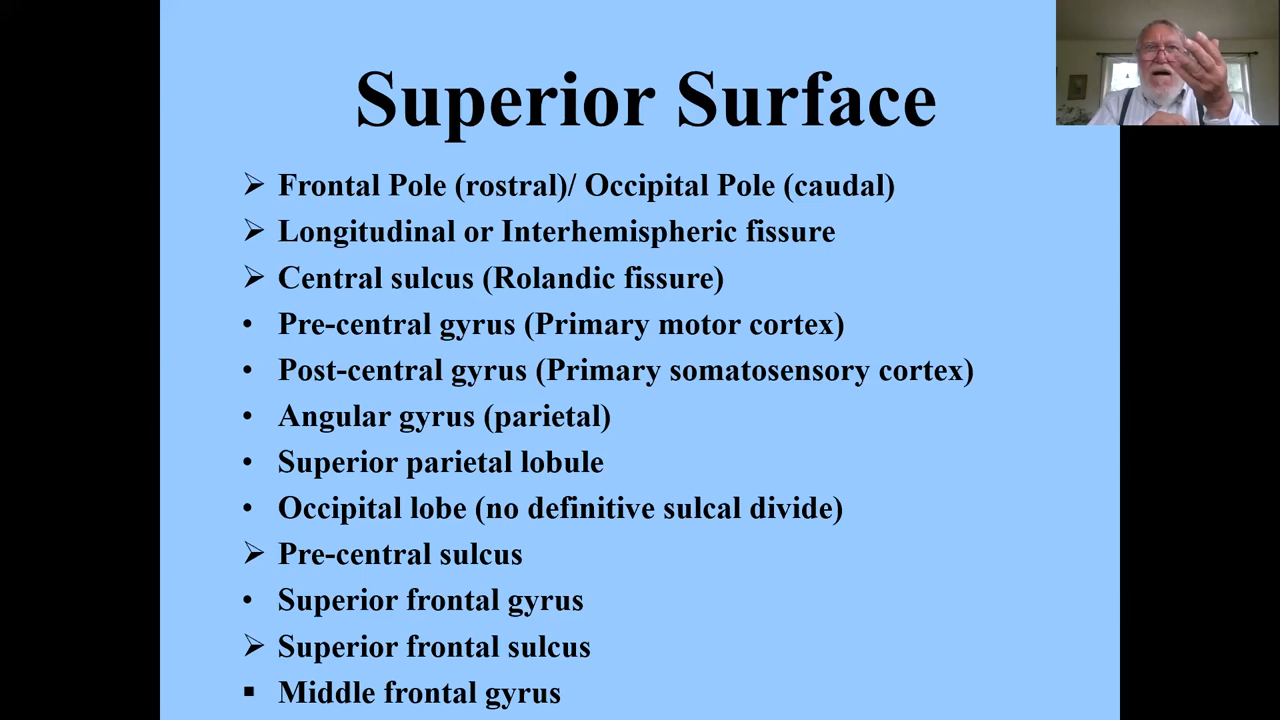 Superior Surface
➢ Frontal Pole (rostral)/ Occipital Pole (caudal)
➢ Longitudinal or Interhemispheric fissure
➢ Central sulcus (Rolandic fissure)
• Pre-central gyrus (Primary motor cortex)
• Post-central gyrus (Primary somatosensory cortex)
• Angular gyrus (parietal)
• Superior parietal lobule
• Occipital lobe (no definitive sulcal divide)
➢ Pre-central sulcus
• Superior frontal gyrus
➢ Superior frontal sulcus
▪ Middle frontal gyrus